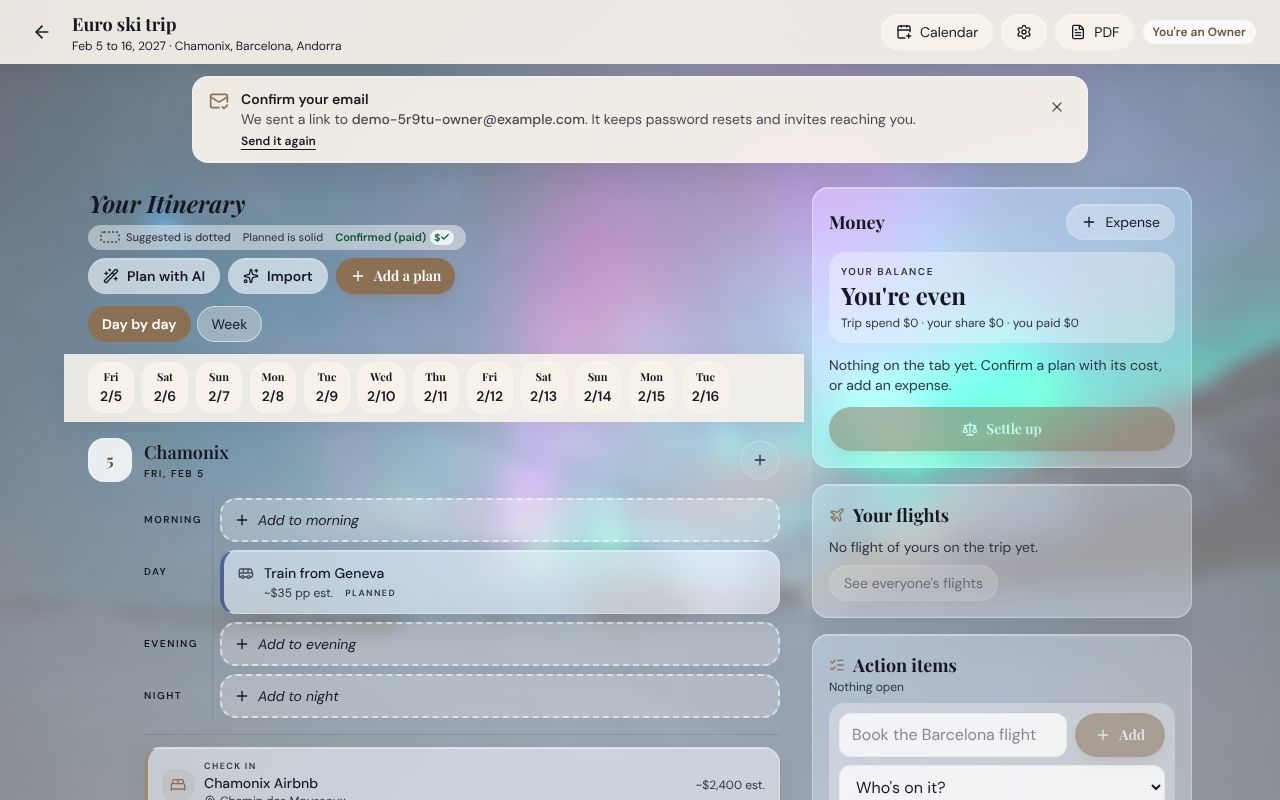 Euro ski trip
Feb 5 to 16, 2027 · Chamonix, Barcelona, Andorra
Calendar
PDF
You're an Owner
Confirm your email
We sent a link to demo-5r9tu-owner@example.com. It keeps password resets and invites reaching you.
Send it again
Your Itinerary
Suggested is dotted Planned is solid Confirmed (paid) $✓
Plan with AI Import + Add a plan
Day by day Week
Fri Sat Sun Mon Tue Wed Thu Fri Sat Sun Mon Tue
2/5 2/6 2/7 2/8 2/9 2/10 2/11 2/12 2/13 2/14 2/15 2/16
5 Chamonix
FRI, FEB 5
MORNING + Add to morning
DAY Train from Geneva
~$35 pp est. PLANNED
EVENING + Add to evening
NIGHT + Add to night
CHECK IN
Chamonix Airbnb ~$2,400 est.
Money + Expense
YOUR BALANCE
You're even
Trip spend $0 · your share $0 · you paid $0
Nothing on the tab yet. Confirm a plan with its cost,
or add an expense.
Settle up
Your flights
No flight of yours on the trip yet.
See everyone's flights
Action items
Nothing open
Book the Barcelona flight + Add
Who's on it?